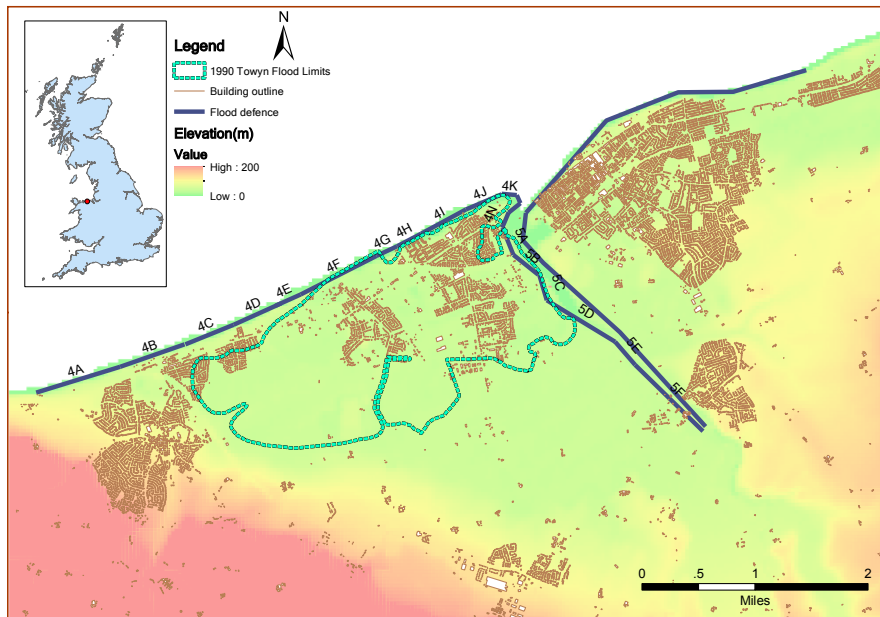 N
Legend
1990 Towyn Flood Limits
Building outline
Flood defence
Elevation(m)
Value
High : 200
Low : 0
4A
4B
4C
4D
4E
4F
4G
4H
4I
4J
4K
4N
5A
5B
5C
5D
5E
5F
0 .5 1 2
Miles